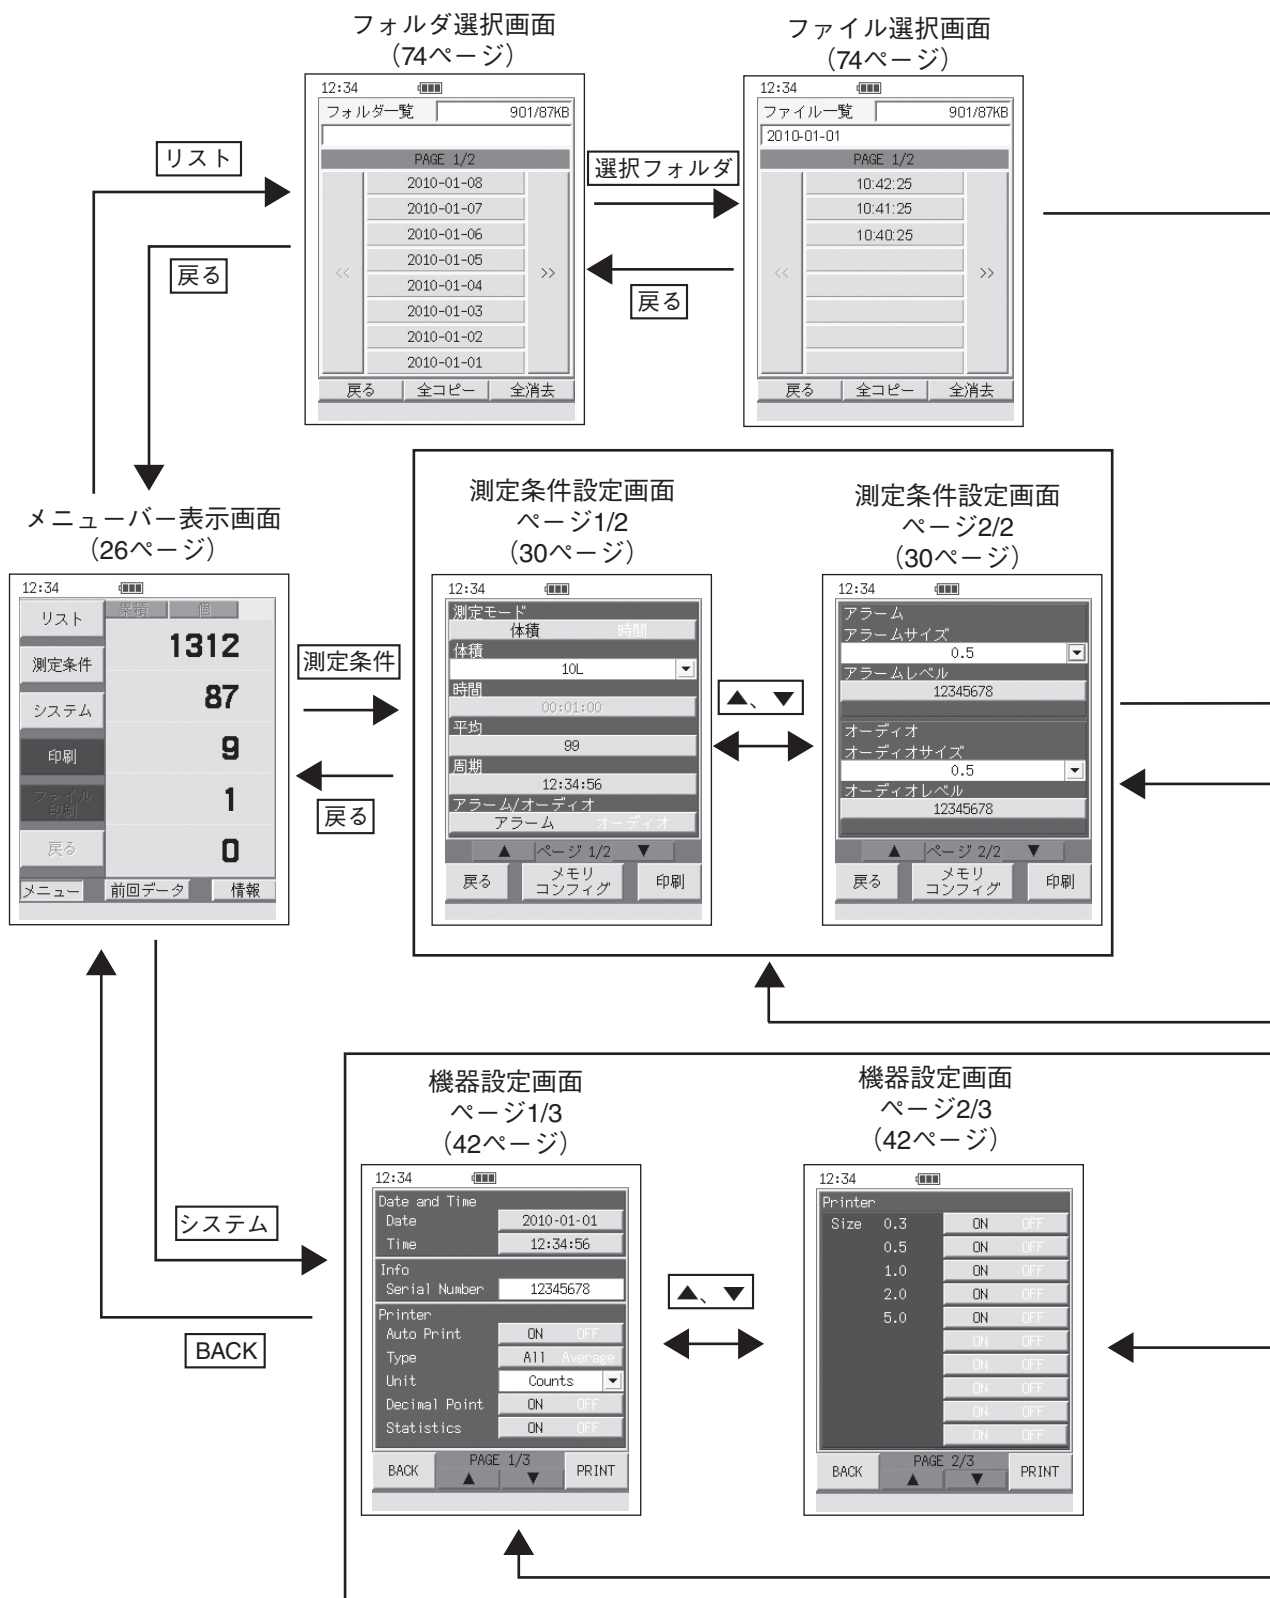 フォルダ選択画面
（74ページ）
12:34
フォルダ一覧 901/87KB
PAGE 1/2
2010-01-08
2010-01-07
2010-01-06
2010-01-05
<< >>
2010-01-04
2010-01-03
2010-01-02
2010-01-01
戻る 全コピー 全消去
ファイル選択画面
（74ページ）
12:34
ファイル一覧 901/87KB
2010-01-01
PAGE 1/2
10:42:25
10:41:25
10:40:25
<< >>
戻る 全コピー 全消去
リスト
戻る
選択フォルダ
戻る
メニューバー表示画面
（26ページ）
12:34
累積 個
リスト
1312
測定条件
87
システム
印刷
9
ファイル
印刷
1
戻る
0
メニュー 前回データ 情報
測定条件
戻る
測定条件設定画面
ページ1/2
（30ページ）
12:34
測定モード
体積 時間
体積
10L
時間
00:01:00
平均
99
周期
12:34:56
アラーム/オーディオ
アラーム オーディオ
▲ ページ 1/2 ▼
戻る メモリ
コンフィグ 印刷
▲、▼
測定条件設定画面
ページ2/2
（30ページ）
12:34
アラーム
アラームサイズ
0.5
アラームレベル
12345678
オーディオ
オーディオサイズ
0.5
オーディオレベル
12345678
▲ ページ 2/2 ▼
戻る メモリ
コンフィグ 印刷
システム
BACK
機器設定画面
ページ1/3
（42ページ）
12:34
Date and Time
Date 2010-01-01
Time 12:34:56
Info
Serial Number 12345678
Printer
Auto Print ON OFF
Type All Average
Unit Counts
Decimal Point ON OFF
Statistics ON OFF
BACK PAGE 1/3 PRINT
▲ ▼
▲、▼
機器設定画面
ページ2/3
（42ページ）
12:34
Printer
Size 0.3 ON OFF
0.5 ON OFF
1.0 ON OFF
2.0 ON OFF
5.0 ON OFF
ON OFF
ON OFF
ON OFF
ON OFF
ON OFF
BACK PAGE 2/3 PRINT
▲ ▼